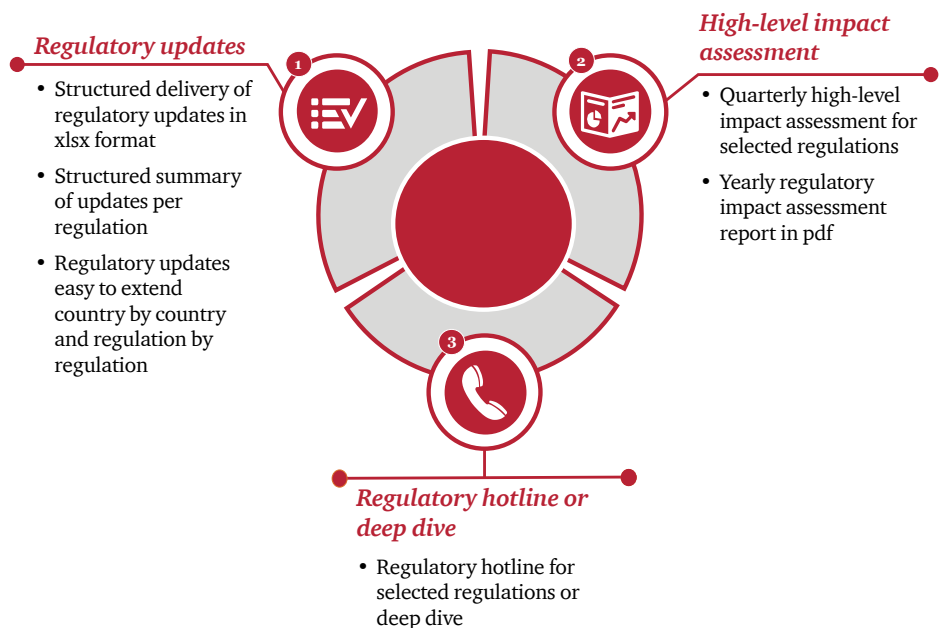 Regulatory updates
1
• Structured delivery of
regulatory updates in
xlsx format
• Structured summary
of updates per
regulation
• Regulatory updates
easy to extend
country by country
and regulation by
regulation
High-level impact
assessment
2
• Quarterly high-level
impact assessment for
selected regulations
• Yearly regulatory
impact assessment
report in pdf
3
Regulatory hotline or
deep dive
• Regulatory hotline for
selected regulations or
deep dive